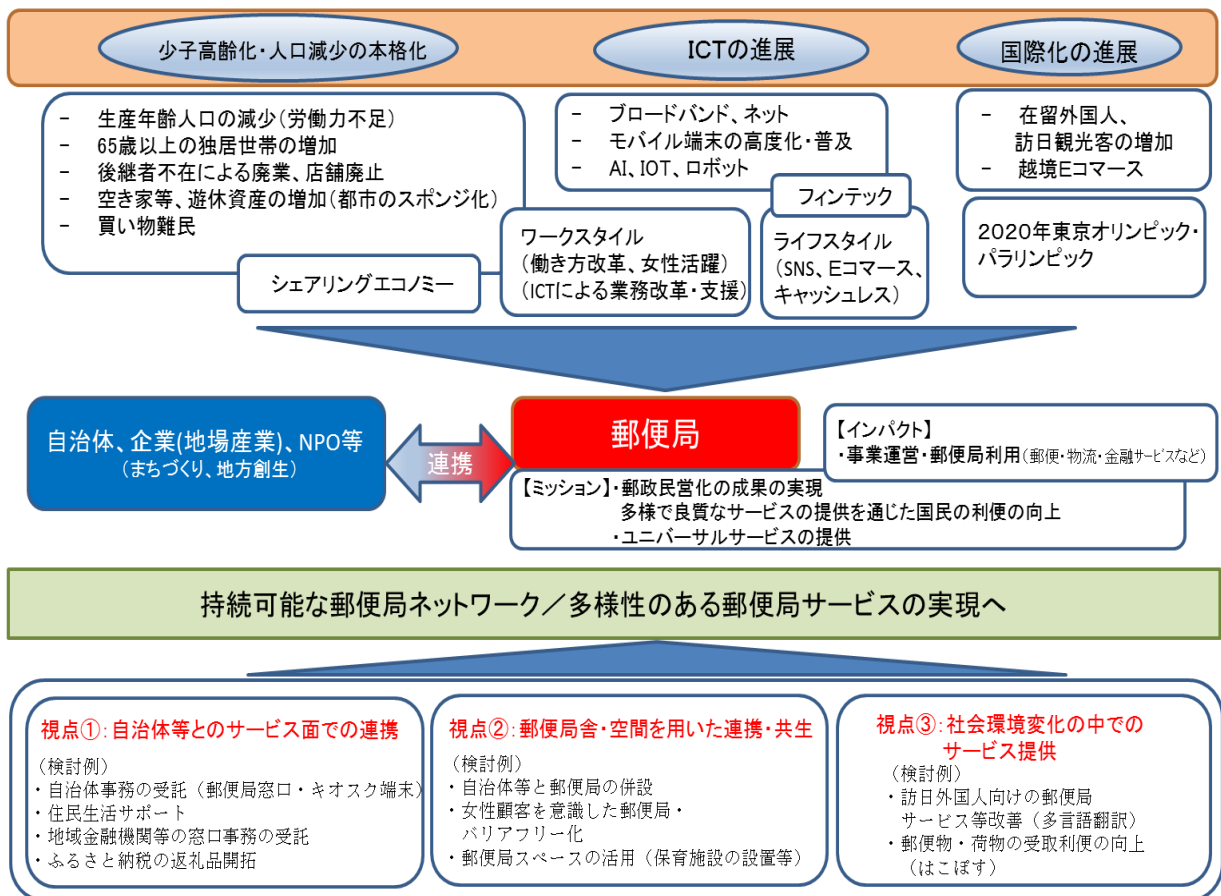 少子高齢化・人口減少の本格化
ICTの進展
国際化の進展
- 生産年齢人口の減少(労働力不足)
- 65歳以上の独居世帯の増加
- 後継者不在による廃業、店舗廃止
- 空き家等、遊休資産の増加(都市のスポンジ化)
- 買い物難民
シェアリングエコノミー
- ブロードバンド、ネット
- モバイル端末の高度化・普及
- AI、IOT、ロボット
フィンテック
ワークスタイル
(働き方改革、女性活躍)
(ICTによる業務改革・支援)
ライフスタイル
(SNS、Eコマース、
キャッシュレス)
- 在留外国人、
訪日観光客の増加
- 越境Eコマース
2020年東京オリンピック・
パラリンピック
自治体、企業(地場産業)、NPO等
(まちづくり、地方創生)
連携
郵便局
【インパクト】
・事業運営・郵便局利用(郵便・物流・金融サービスなど)
【ミッション】・郵政民営化の成果の実現
多様で良質なサービスの提供を通じた国民の利便の向上
・ユニバーサルサービスの提供
持続可能な郵便局ネットワーク／多様性のある郵便局サービスの実現へ
視点①:自治体等とのサービス面での連携
(検討例)
・自治体事務の受託(郵便局窓口・キオスク端末)
・住民生活サポート
・地域金融機関等の窓口事務の受託
・ふるさと納税の返礼品開拓
視点②:郵便局舎・空間を用いた連携・共生
(検討例)
・自治体等と郵便局の併設
・女性顧客を意識した郵便局・
バリアフリー化
・郵便局スペースの活用(保育施設の設置等)
視点③:社会環境変化の中での
サービス提供
(検討例)
・訪日外国人向けの郵便局
サービス等改善(多言語翻訳)
・郵便物・荷物の受取利便の向上
(はこぽす)